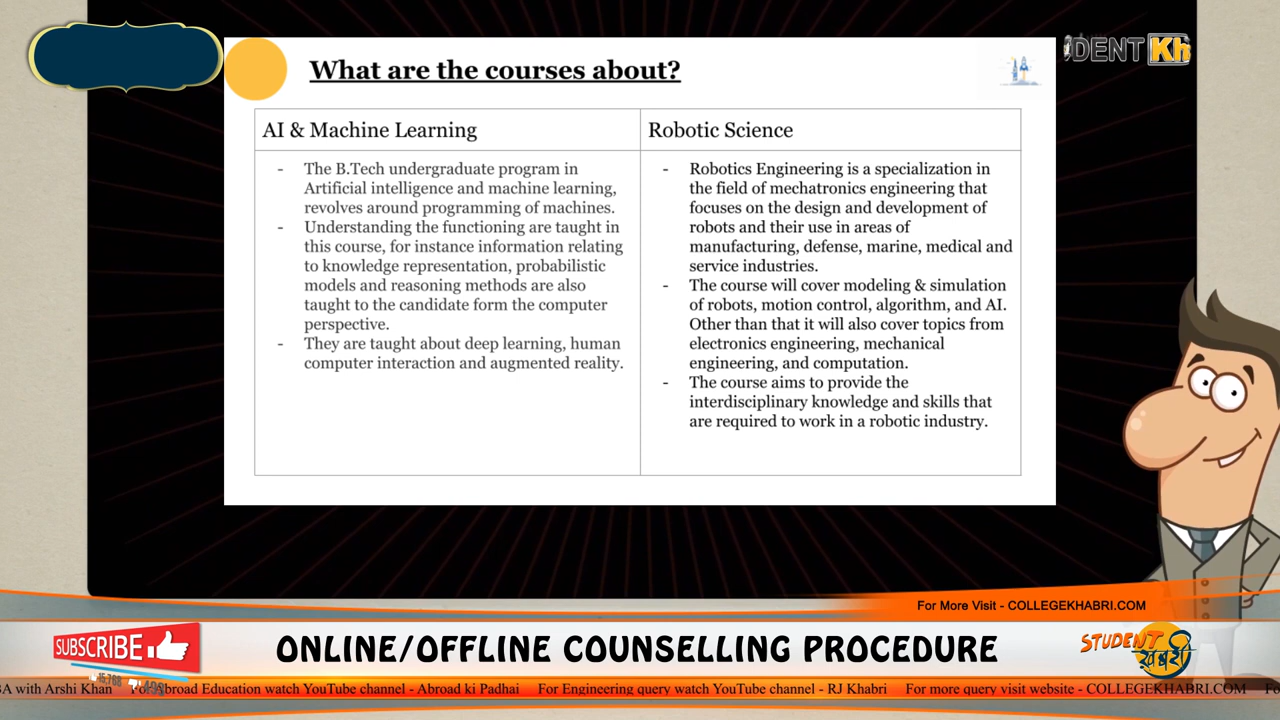 What are the courses about?
IDENT Kh
AI & Machine Learning
- The B.Tech undergraduate program in
Artificial intelligence and machine learning,
revolves around programming of machines.
- Understanding the functioning are taught in
this course, for instance information relating
to knowledge representation, probabilistic
models and reasoning methods are also
taught to the candidate form the computer
perspective.
- They are taught about deep learning, human
computer interaction and augmented reality.
Robotic Science
- Robotics Engineering is a specialization in
the field of mechatronics engineering that
focuses on the design and development of
robots and their use in areas of
manufacturing, defense, marine, medical and
service industries.
- The course will cover modeling & simulation
of robots, motion control, algorithm, and AI.
Other than that it will also cover topics from
electronics engineering, mechanical
engineering, and computation.
- The course aims to provide the
interdisciplinary knowledge and skills that
are required to work in a robotic industry.
For More Visit - COLLEGEKHABRI.COM
SUBSCRIBE
ONLINE/OFFLINE COUNSELLING PROCEDURE
STUDENT
खबरी
15,768
BA with Arshi Khan For Abroad Education watch YouTube channel - Abroad ki Padhai For Engineering query watch YouTube channel - RJ Khabri For more query visit website - COLLEGEKHABRI.COM Fo